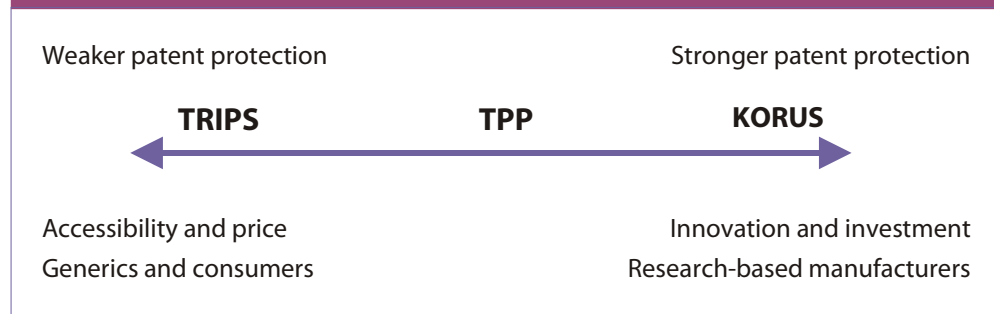 Weaker patent protection
Stronger patent protection
TRIPS
TPP
KORUS
Accessibility and price
Innovation and investment
Generics and consumers
Research-based manufacturers